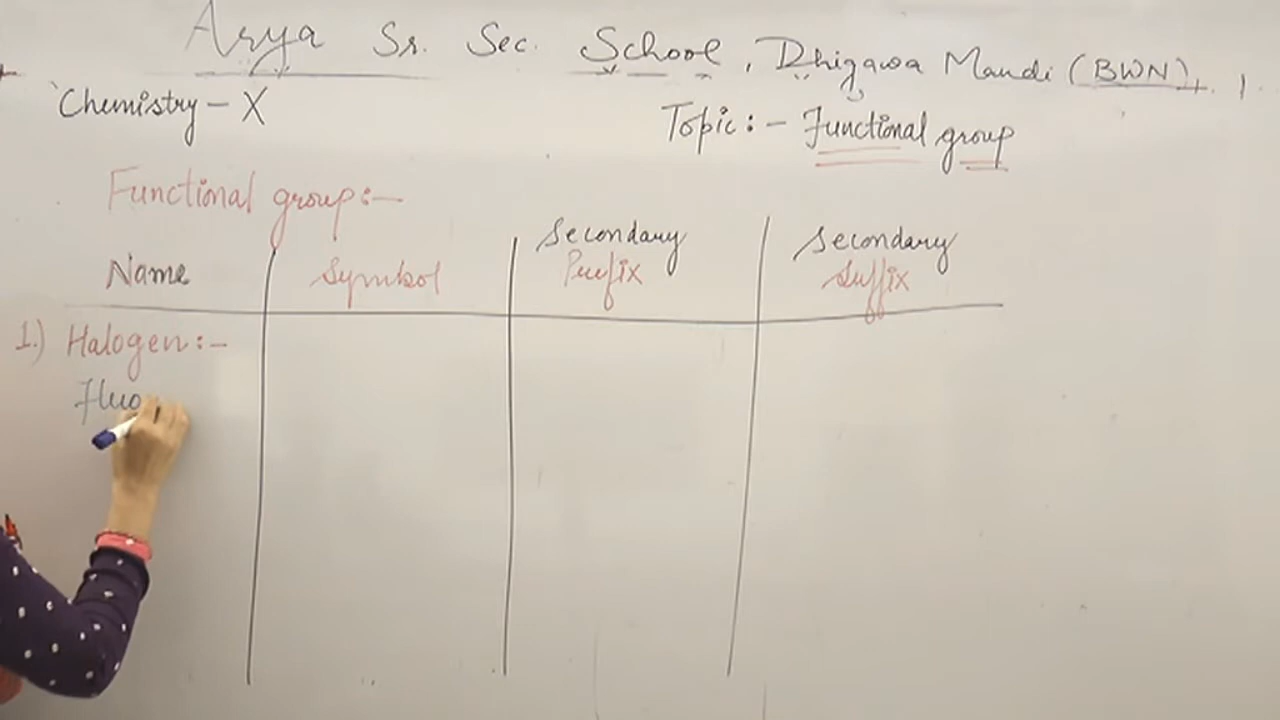 Arya Sr. Sec. School, Dhigawa Mandi (BWN)
Chemistry - X
Topic :- Functional group
Functional group :-
Name Symbol Secondary Prefix Secondary Suffix
1.) Halogen :-
Fluo